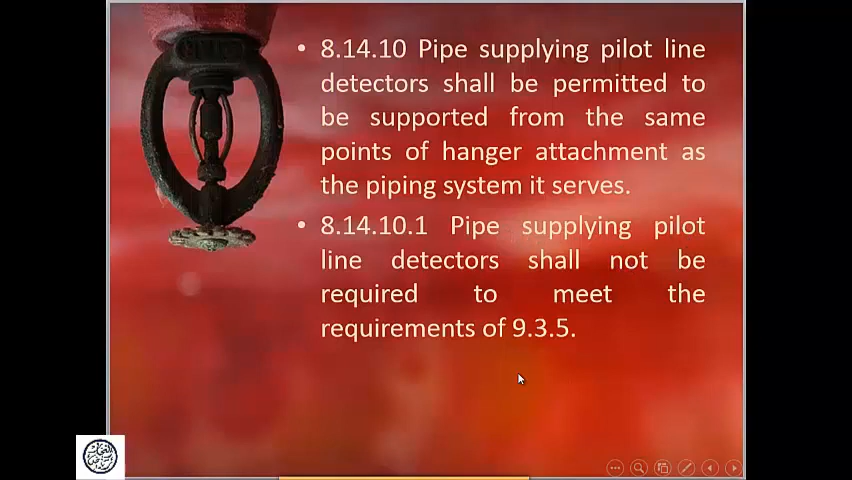 • 8.14.10 Pipe supplying pilot line
detectors shall be permitted to
be supported from the same
points of hanger attachment as
the piping system it serves.
• 8.14.10.1 Pipe supplying pilot
line detectors shall not be
required to meet the
requirements of 9.3.5.